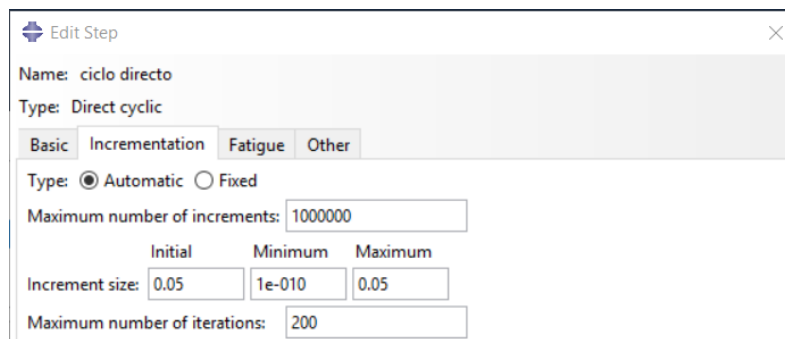 Edit Step
Name: ciclo directo
Type: Direct cyclic
Basic Incrementation Fatigue Other
Type: Automatic Fixed
Maximum number of increments: 1000000
Initial Minimum Maximum
Increment size: 0.05 1e-010 0.05
Maximum number of iterations: 200